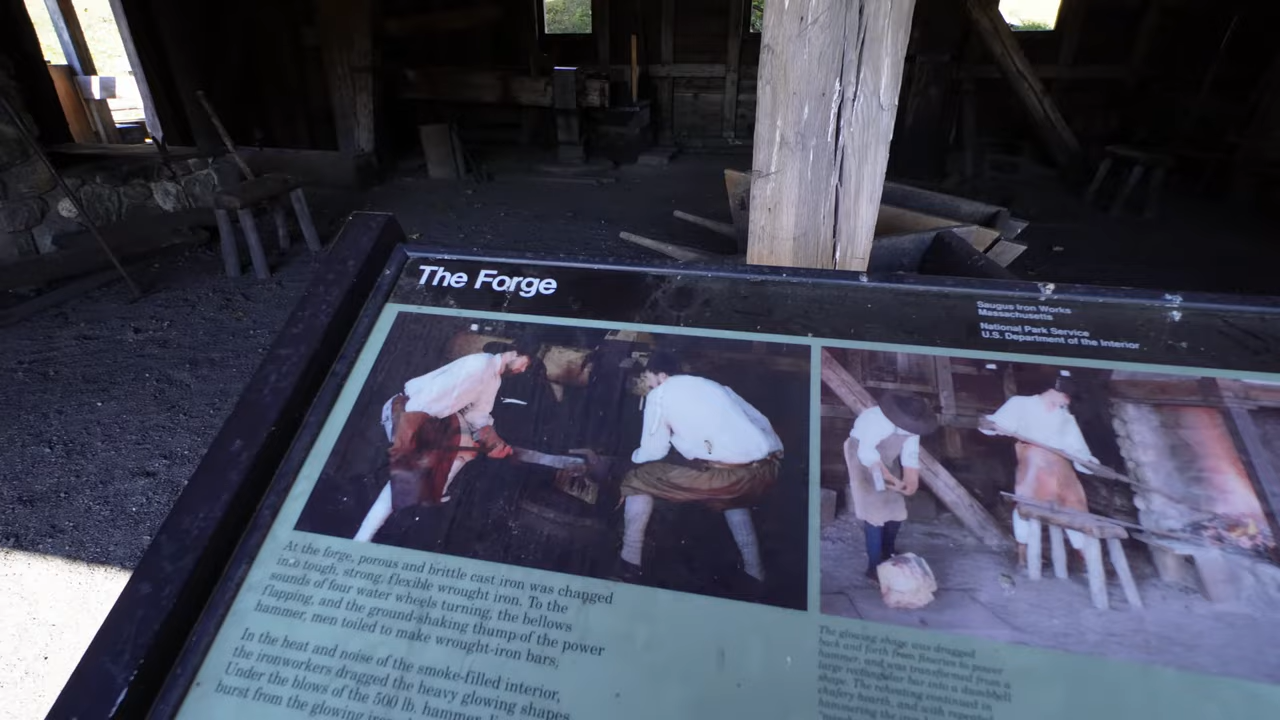 The Forge
Saugus Iron Works
Massachusetts
National Park Service
U.S. Department of the Interior
At the forge, porous and brittle cast iron was changed
into tough, strong, flexible wrought iron. To the
sounds of four water wheels turning, the bellows
flapping, and the ground-shaking thump of the power
hammer, men toiled to make wrought-iron bars.
In the heat and noise of the smoke-filled interior,
the ironworkers dragged the heavy glowing shapes
Under the blows of the 500 lb. hammer,
burst from the glowing
The glowing shape was dragged
back and forth from fineries to power
hammer, and was transformed from a
large rectangular bar into a dumbbell
shape. The reheating continued in
chafery hearth, and with repeated
hammering the iron